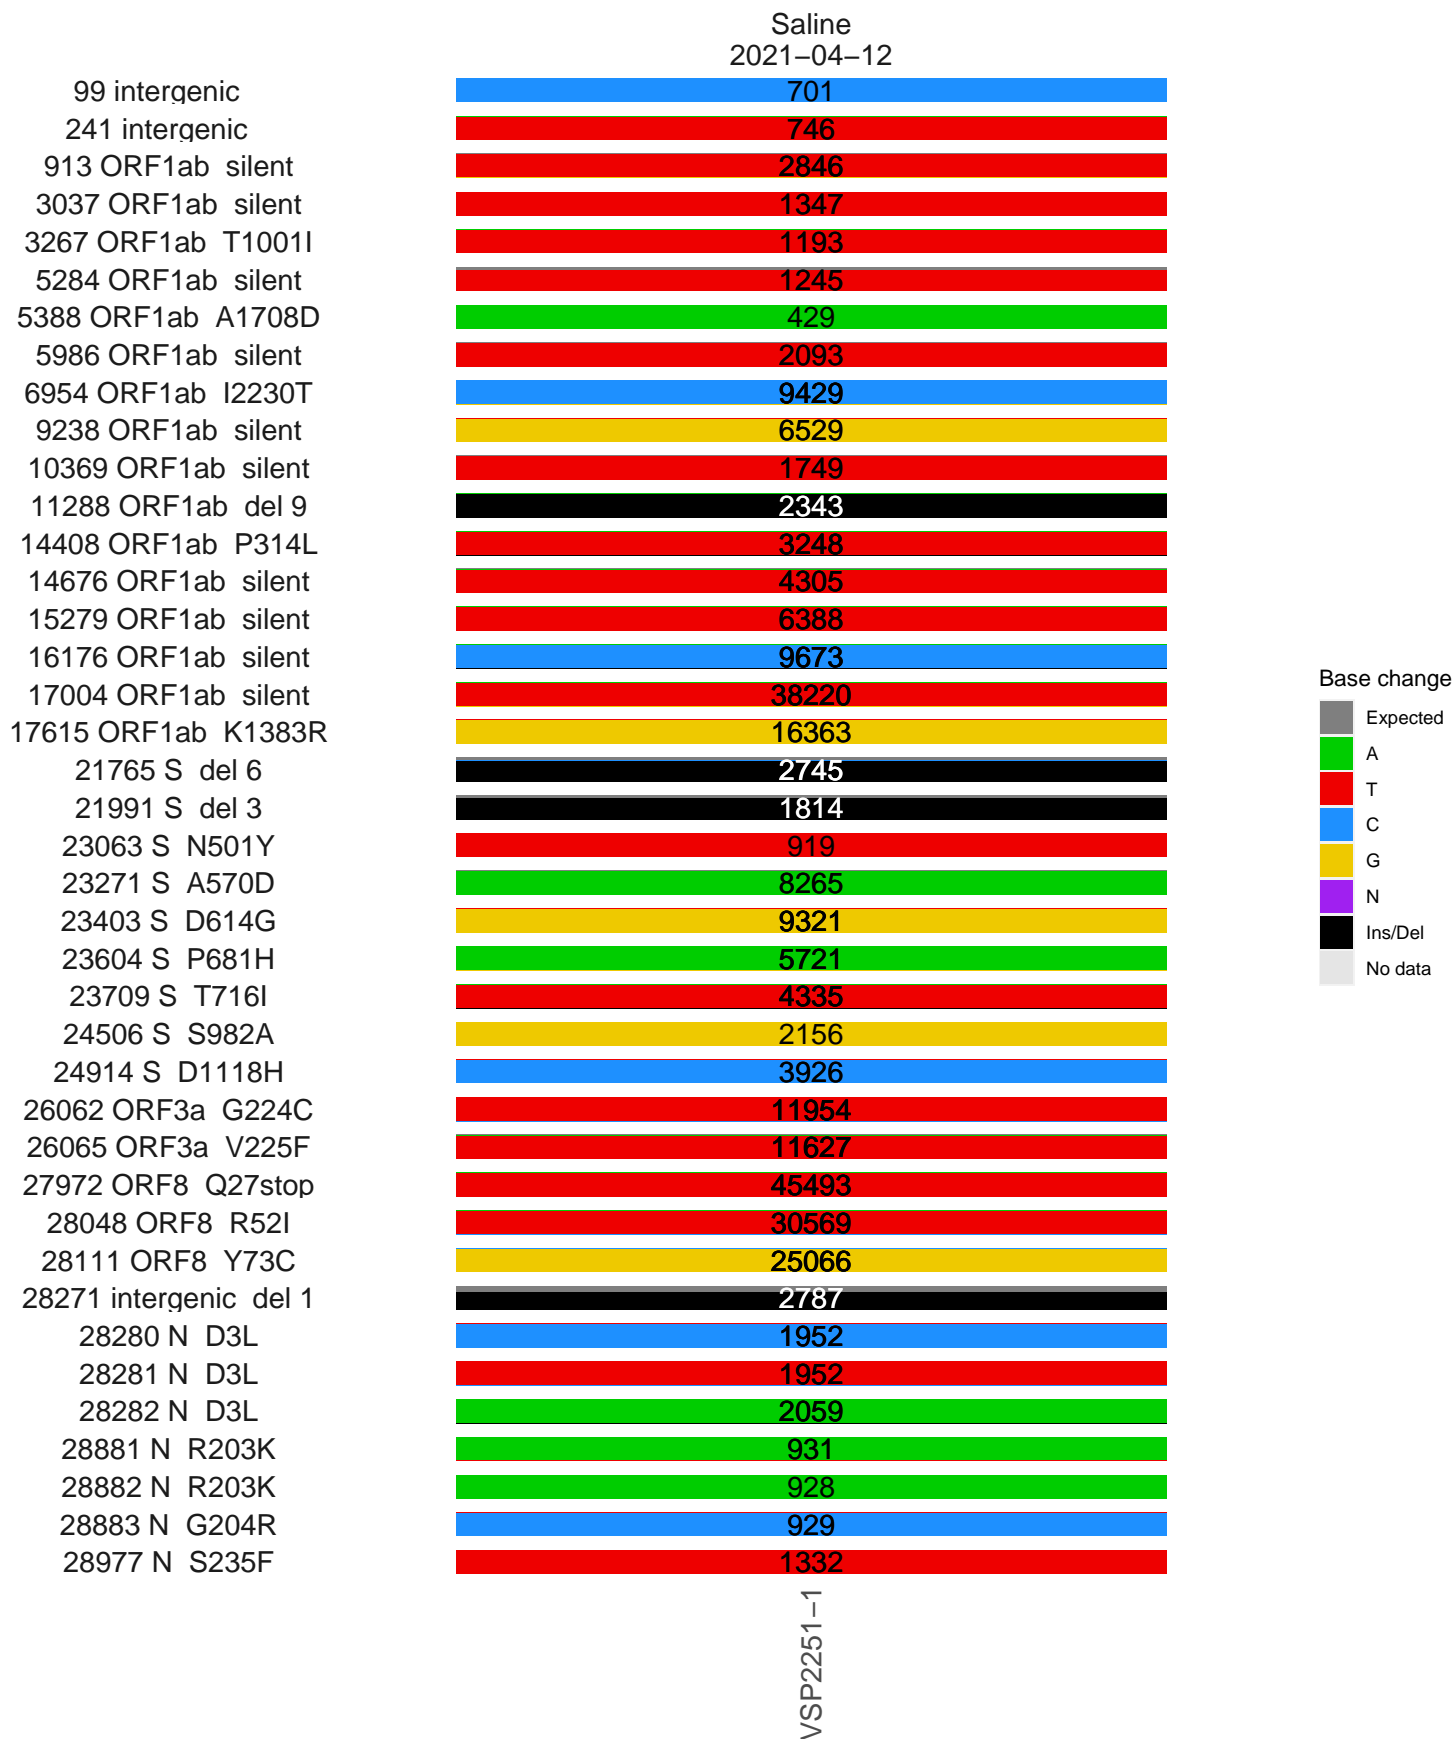 Saline
2021−04−12
99 intergenic 701
241 intergenic 746
913 ORF1ab silent 2846
3037 ORF1ab silent 1347
3267 ORF1ab T1001I 1193
5284 ORF1ab silent 1245
5388 ORF1ab A1708D 429
5986 ORF1ab silent 2093
6954 ORF1ab I2230T 9429
9238 ORF1ab silent 6529
10369 ORF1ab silent 1749
11288 ORF1ab del 9 2343
14408 ORF1ab P314L 3248
14676 ORF1ab silent 4305
15279 ORF1ab silent 6388
16176 ORF1ab silent 9673
17004 ORF1ab silent 38220
17615 ORF1ab K1383R 16363
21765 S del 6 2745
21991 S del 3 1814
23063 S N501Y 919
23271 S A570D 8265
23403 S D614G 9321
23604 S P681H 5721
23709 S T716I 4335
24506 S S982A 2156
24914 S D1118H 3926
26062 ORF3a G224C 11954
26065 ORF3a V225F 11627
27972 ORF8 Q27stop 45493
28048 ORF8 R52I 30569
28111 ORF8 Y73C 25066
28271 intergenic del 1 2787
28280 N D3L 1952
28281 N D3L 1952
28282 N D3L 2059
28881 N R203K 931
28882 N R203K 928
28883 N G204R 929
28977 N S235F 1332
VSP2251−1
Base change
Expected
A
T
C
G
N
Ins/Del
No data